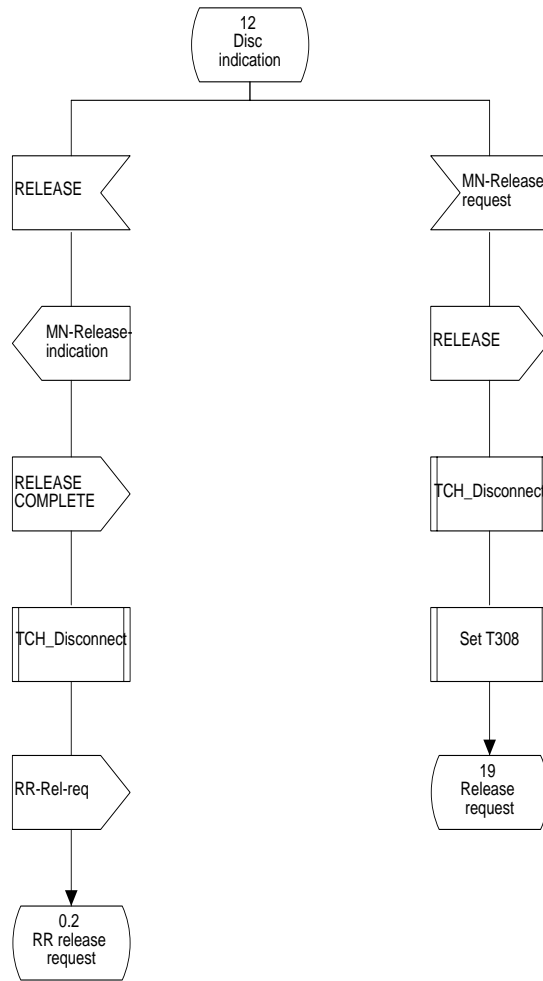 12
Disc
indication
RELEASE
MN-Release-
indication
RELEASE
COMPLETE
TCH_Disconnect
RR-Rel-req
0.2
RR release
request
MN-Release
request
RELEASE
TCH_Disconnect
Set T308
19
Release
request